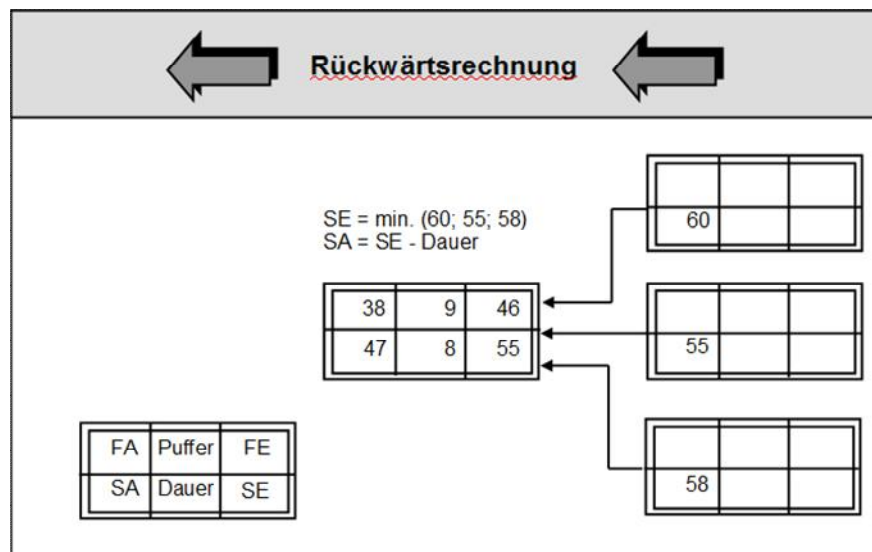 Rückwärtsrechnung
SE = min. (60; 55; 58)
SA = SE - Dauer
60
38 9 46
47 8 55
55
FA Puffer FE
SA Dauer SE
58